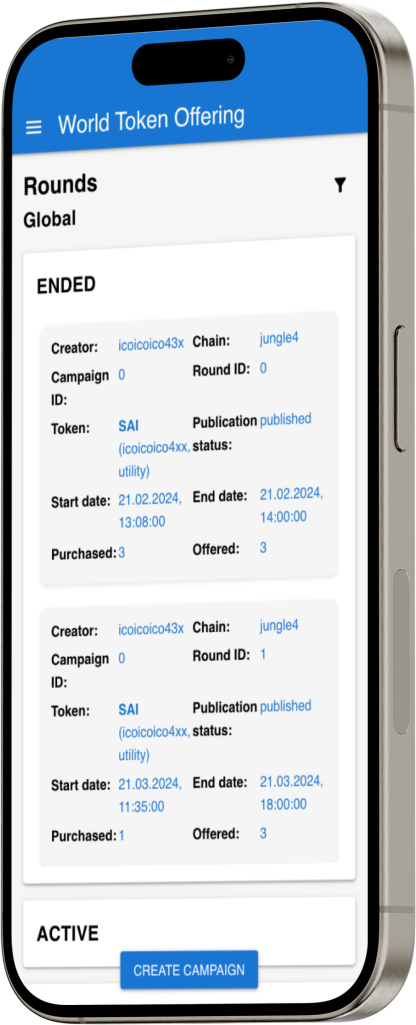 World Token Offering
Rounds
Global
ENDED
Creator: icoicoico43x Chain: jungle4
Campaign ID: 0 Round ID: 0
Token: SAI (icoicoico4xx, utility) Publication status: published
Start date: 21.02.2024, 13:08:00 End date: 21.02.2024, 14:00:00
Purchased: 3 Offered: 3
Creator: icoicoico43x Chain: jungle4
Campaign ID: 0 Round ID: 1
Token: SAI (icoicoico4xx, utility) Publication status: published
Start date: 21.03.2024, 11:35:00 End date: 21.03.2024, 18:00:00
Purchased: 1 Offered: 3
ACTIVE
CREATE CAMPAIGN